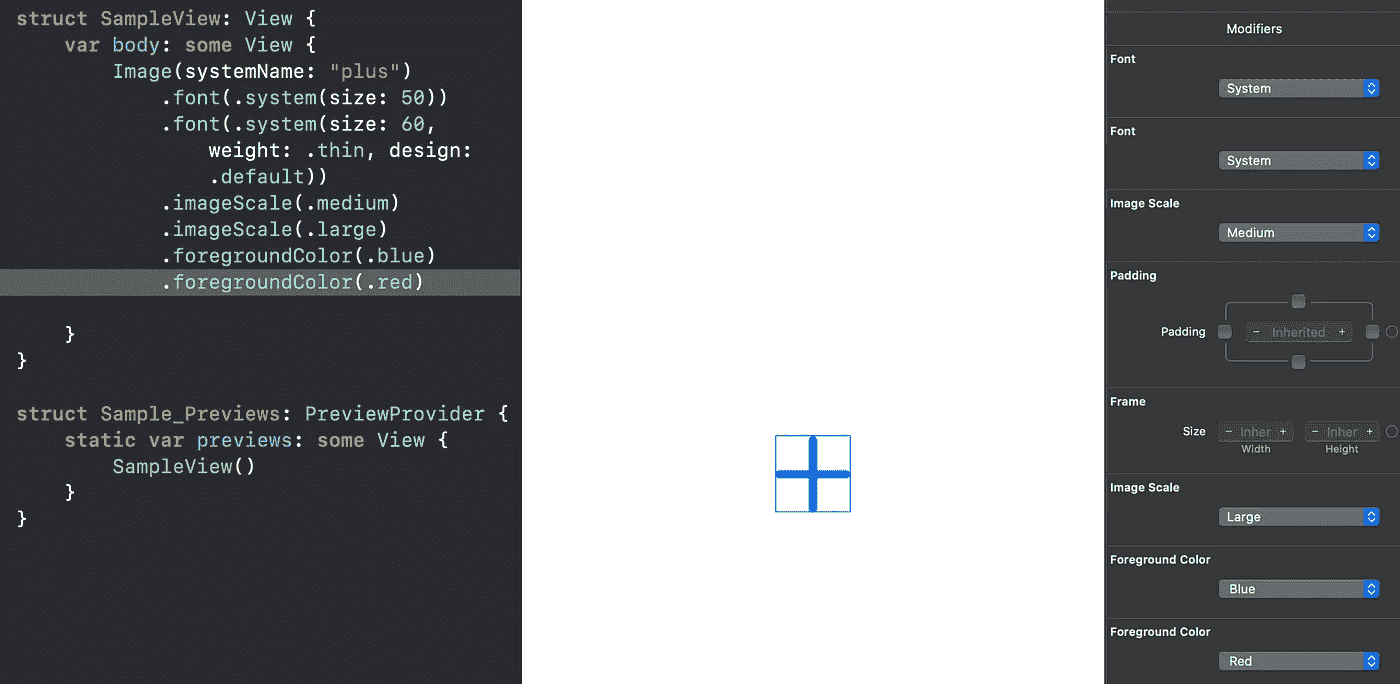 struct SampleView: View {
var body: some View {
Image(systemName: "plus")
.font(.system(size: 50))
.font(.system(size: 60,
weight: .thin, design:
.default))
.imageScale(.medium)
.imageScale(.large)
.foregroundColor(.blue)
.foregroundColor(.red)
}
}
struct Sample_Previews: PreviewProvider {
static var previews: some View {
SampleView()
}
}
Modifiers
Font
System
Font
System
Image Scale
Medium
Padding
Padding − Inherited +
Frame
Size − Inher + − Inher +
Width Height
Image Scale
Large
Foreground Color
Blue
Foreground Color
Red